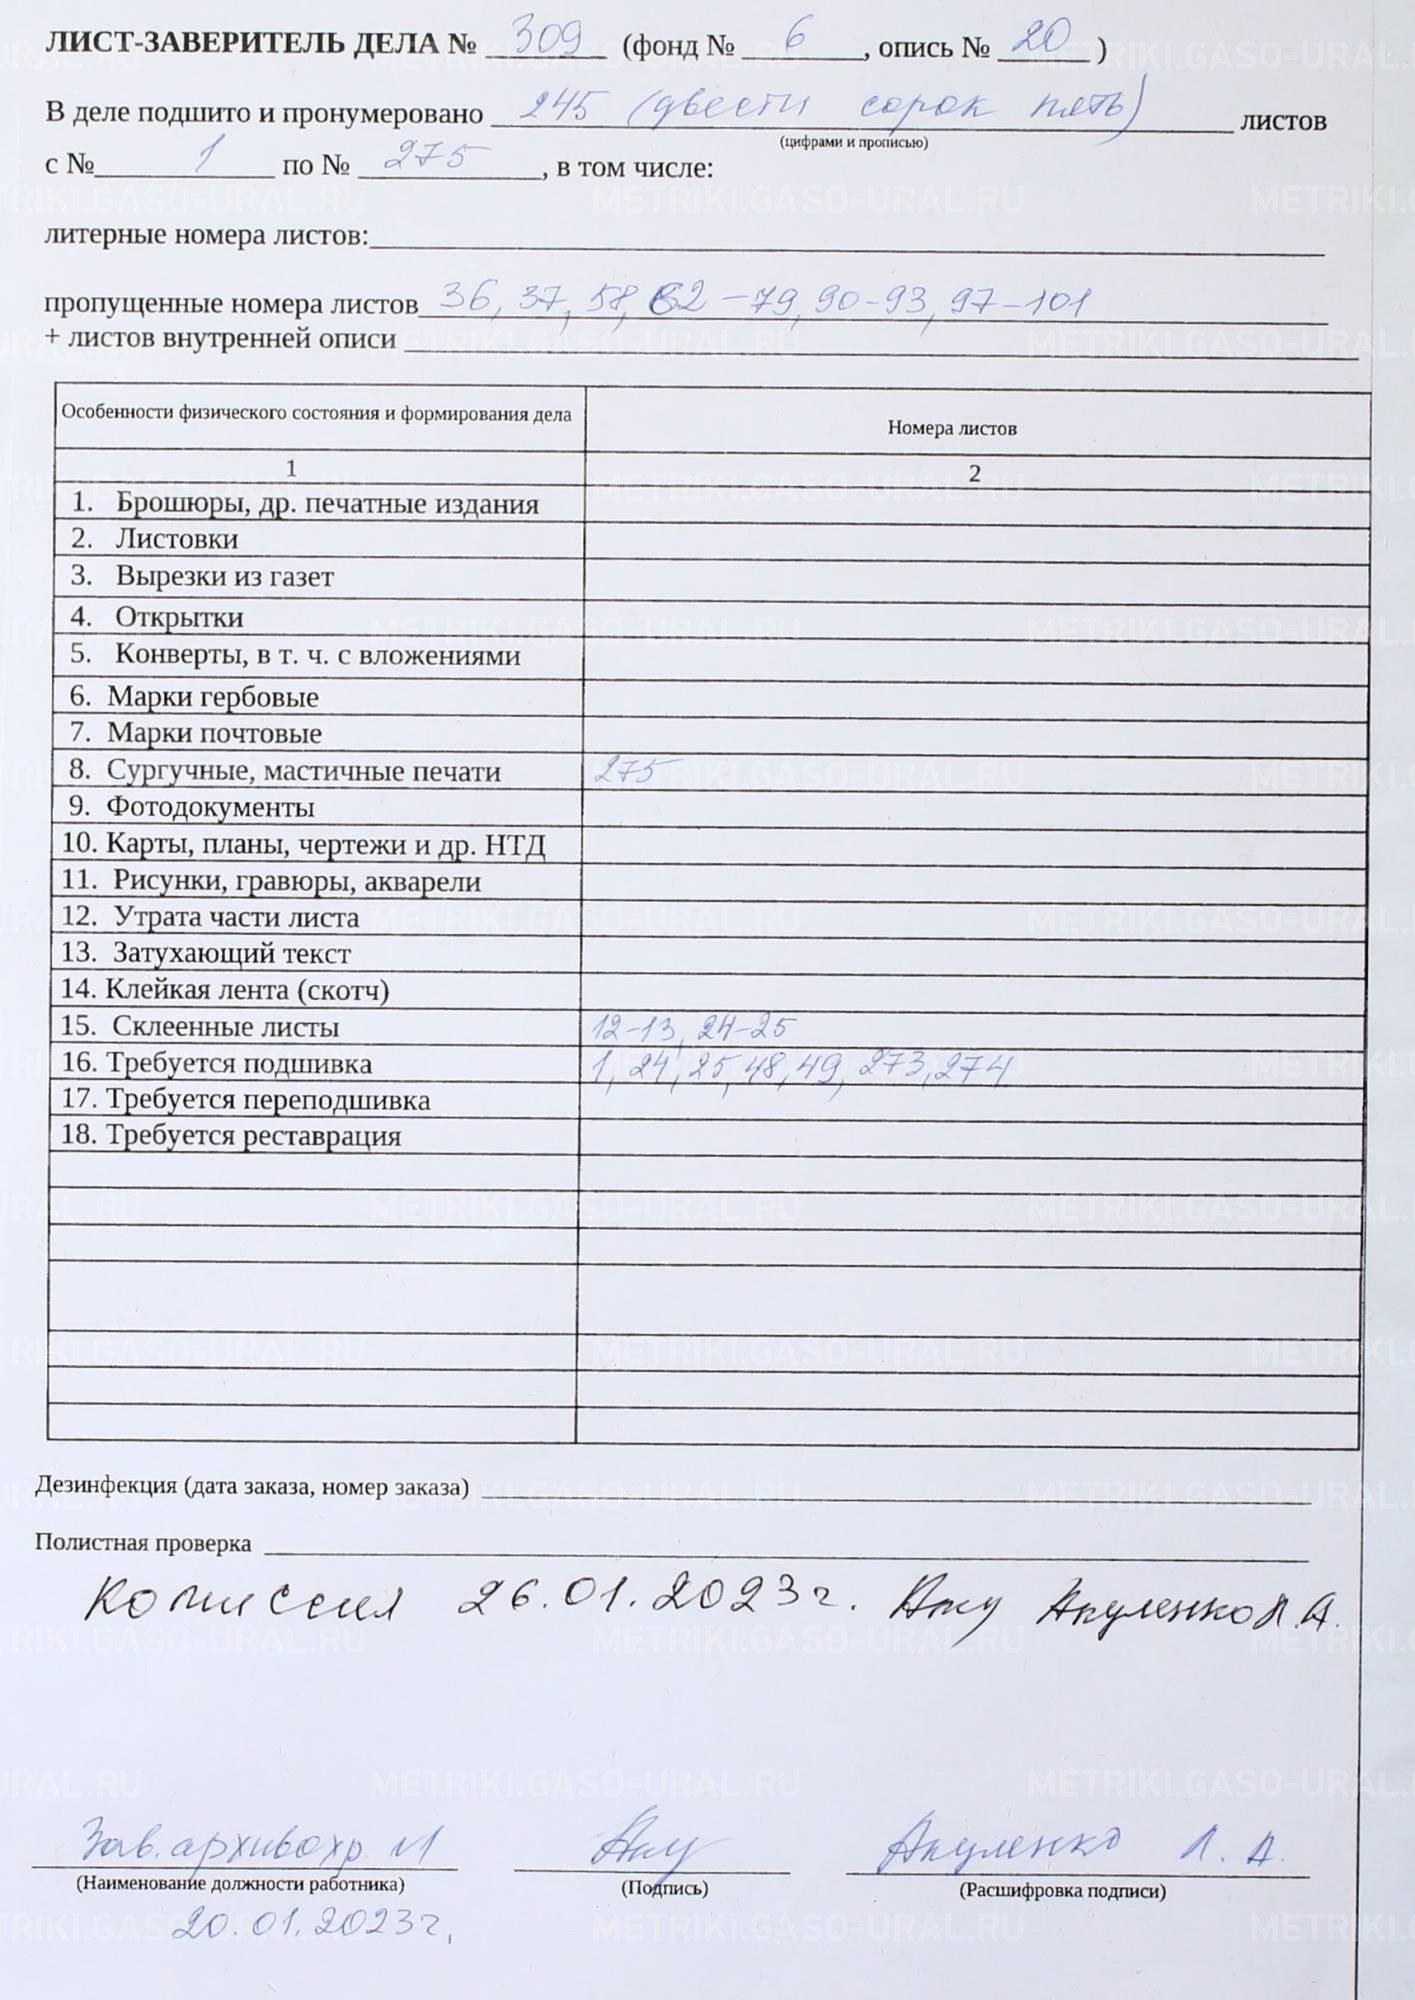 ЛИСТ-ЗАВЕРИТЕЛЬ ДЕЛА № 309 (фонд № 6, опись № 20)
В деле подшито и пронумеровано 245 (двести сорок пять) листов
(цифрами и прописью)
с № 1 по № 275, в том числе:
литерные номера листов:
пропущенные номера листов 36, 37, 58, 62-79, 90-93, 97-101
+ листов внутренней описи
Особенности физического состояния и формирования дела Номера листов
1 2
1. Брошюры, др. печатные издания
2. Листовки
3. Вырезки из газет
4. Открытки
5. Конверты, в т. ч. с вложениями
6. Марки гербовые
7. Марки почтовые
8. Сургучные, мастичные печати 275
9. Фотодокументы
10. Карты, планы, чертежи и др. НТД
11. Рисунки, гравюры, акварели
12. Утрата части листа
13. Затухающий текст
14. Клейкая лента (скотч)
15. Склеенные листы 12-13, 24-25
16. Требуется подшивка 1, 24, 25, 48, 49, 273, 274
17. Требуется переподшивка
18. Требуется реставрация
Дезинфекция (дата заказа, номер заказа)
Полистная проверка
Комиссия 26.01.2023г. Акуленко Л.А.
Зав. архивохр. Акуленко Л. А.
(Наименование должности работника) (Подпись) (Расшифровка подписи)
20.01.2023г.
METRIKI.GASO-URAL.RU